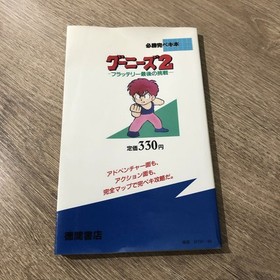 必勝完ペキ本
グーニーズ2
フラッテリー最後の挑戦
定価330円
アドベンチャー面も、
アクション面も、
完全マップで完ペキ攻略だ。
徳間書店